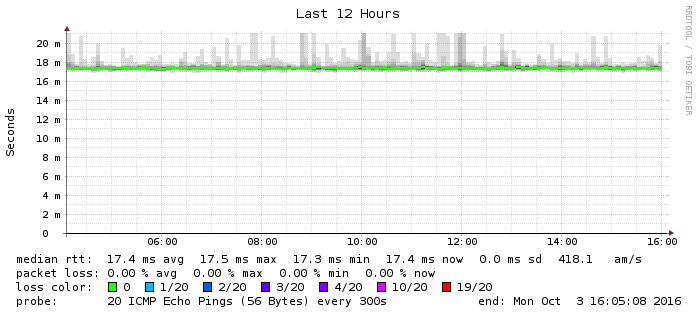 Last 12 Hours
RRDTOOL / TOBI OETIKER
Seconds
20 m
18 m
16 m
14 m
12 m
10 m
8 m
6 m
4 m
2 m
0
06:00 08:00 10:00 12:00 14:00 16:00
median rtt: 17.4 ms avg 17.5 ms max 17.3 ms min 17.4 ms now 0.0 ms sd 418.1 am/s
packet loss: 0.00 % avg 0.00 % max 0.00 % min 0.00 % now
loss color: 0 1/20 2/20 3/20 4/20 10/20 19/20
probe: 20 ICMP Echo Pings (56 Bytes) every 300s end: Mon Oct 3 16:05:08 2016